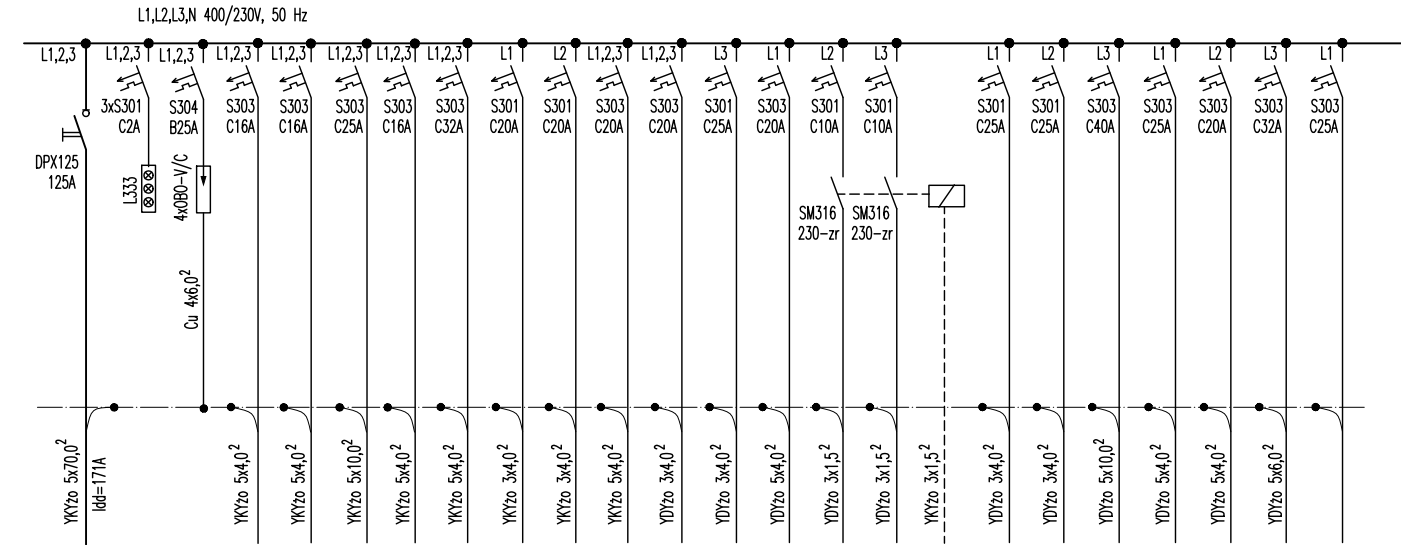 L1,L2,L3,N 400/230V, 50 Hz
L1,2,3 L1,2,3 L1,2,3 L1,2,3 L1,2,3 L1,2,3 L1,2,3 L1,2,3 L1 L2 L1,2,3 L1,2,3 L3 L1 L2 L3 L1 L2 L3 L1 L2 L3 L1
3xS301 S304 S303 S303 S303 S303 S303 S301 S301 S303 S303 S301 S303 S301 S301 S301 S301 S303 S303 S303 S303 S303
C2A B25A C16A C16A C25A C16A C32A C20A C20A C20A C20A C25A C20A C10A C10A C25A C25A C40A C25A C20A C32A C25A
DPX125
125A
L333
4xOBO-V/C
SM316 SM316
230-zr 230-zr
Cu 4x6,0²
YKYżo 5x70,0²
Idd=171A
YKYżo 5x4,0²
YKYżo 5x4,0²
YKYżo 5x10,0²
YKYżo 5x4,0²
YKYżo 5x4,0²
YKYżo 3x4,0²
YKYżo 3x4,0²
YKYżo 5x4,0²
YDYżo 5x4,0²
YDYżo 3x4,0²
YDYżo 5x4,0²
YDYżo 3x1,5²
YDYżo 3x1,5²
YKYżo 3x1,5²
YDYżo 3x4,0²
YDYżo 3x4,0²
YDYżo 5x10,0²
YDYżo 5x4,0²
YDYżo 5x4,0²
YDYżo 5x6,0²